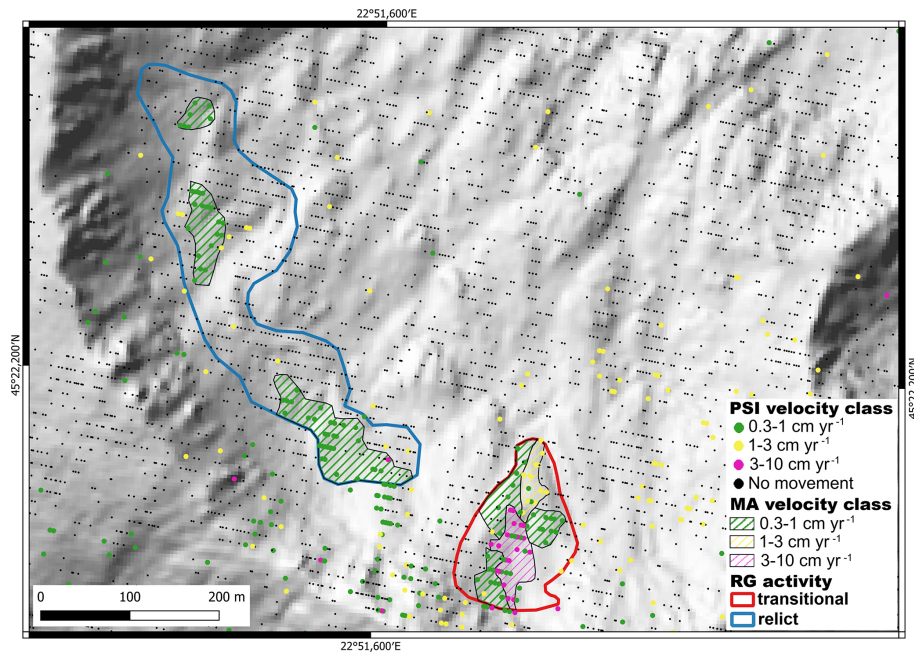 22°51,600′E
45°22,200′N
45°22,200′N
PSI velocity class
0.3-1 cm yr⁻¹
1-3 cm yr⁻¹
3-10 cm yr⁻¹
No movement
MA velocity class
0.3-1 cm yr⁻¹
1-3 cm yr⁻¹
3-10 cm yr⁻¹
RG activity
transitional
relict
0 100 200 m
22°51,600′E